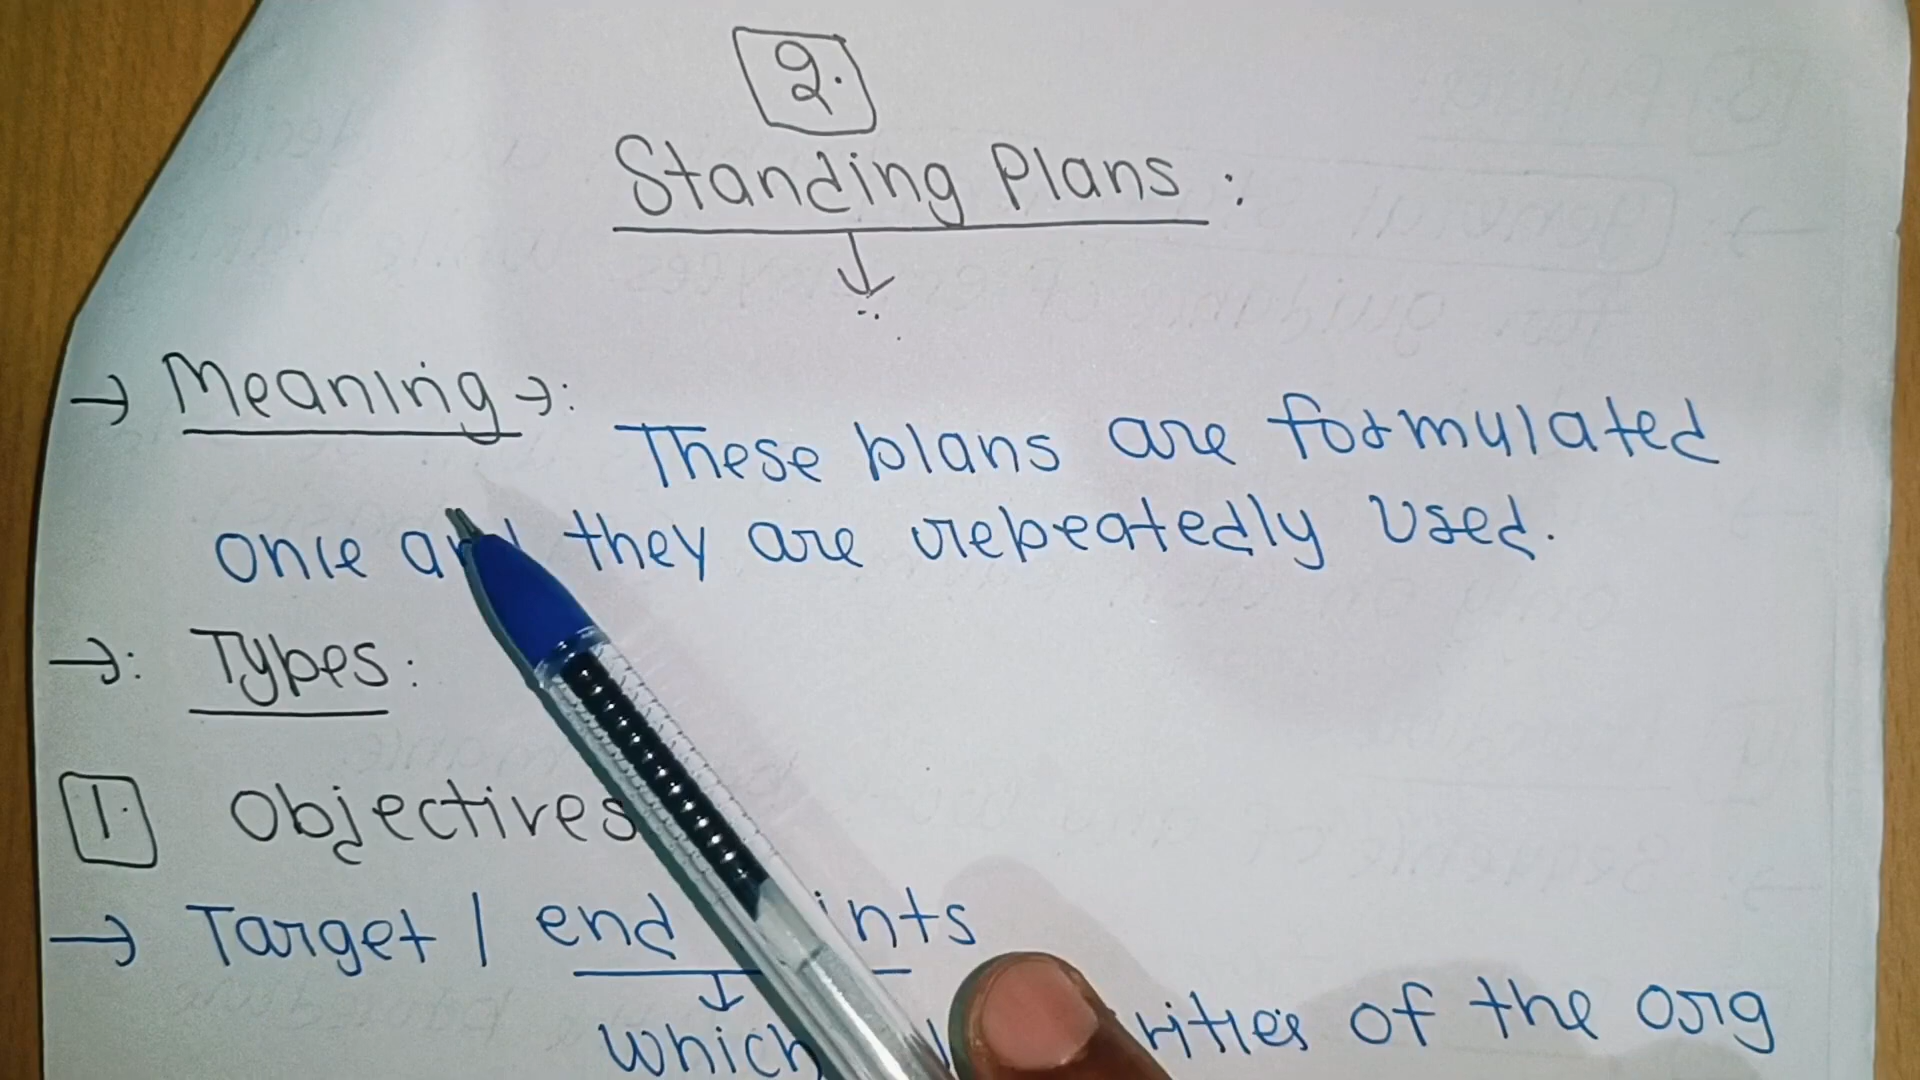 2.
Standing Plans :
→ Meaning →: These plans are formulated
once and they are repeatedly used.
→: Types :
1. Objectives
→ Target / end
which of the org